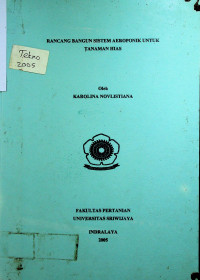 RANCANG BANGUN SISTEM AEROPONIK UNTUK
TANAMAN HIAS
Tekno
2005
Oleh
KAROLINA NOVLISTIANA
FAKULTAS PERTANIAN
UNIVERSITAS SRIWIJAYA
INDRALAYA
2005